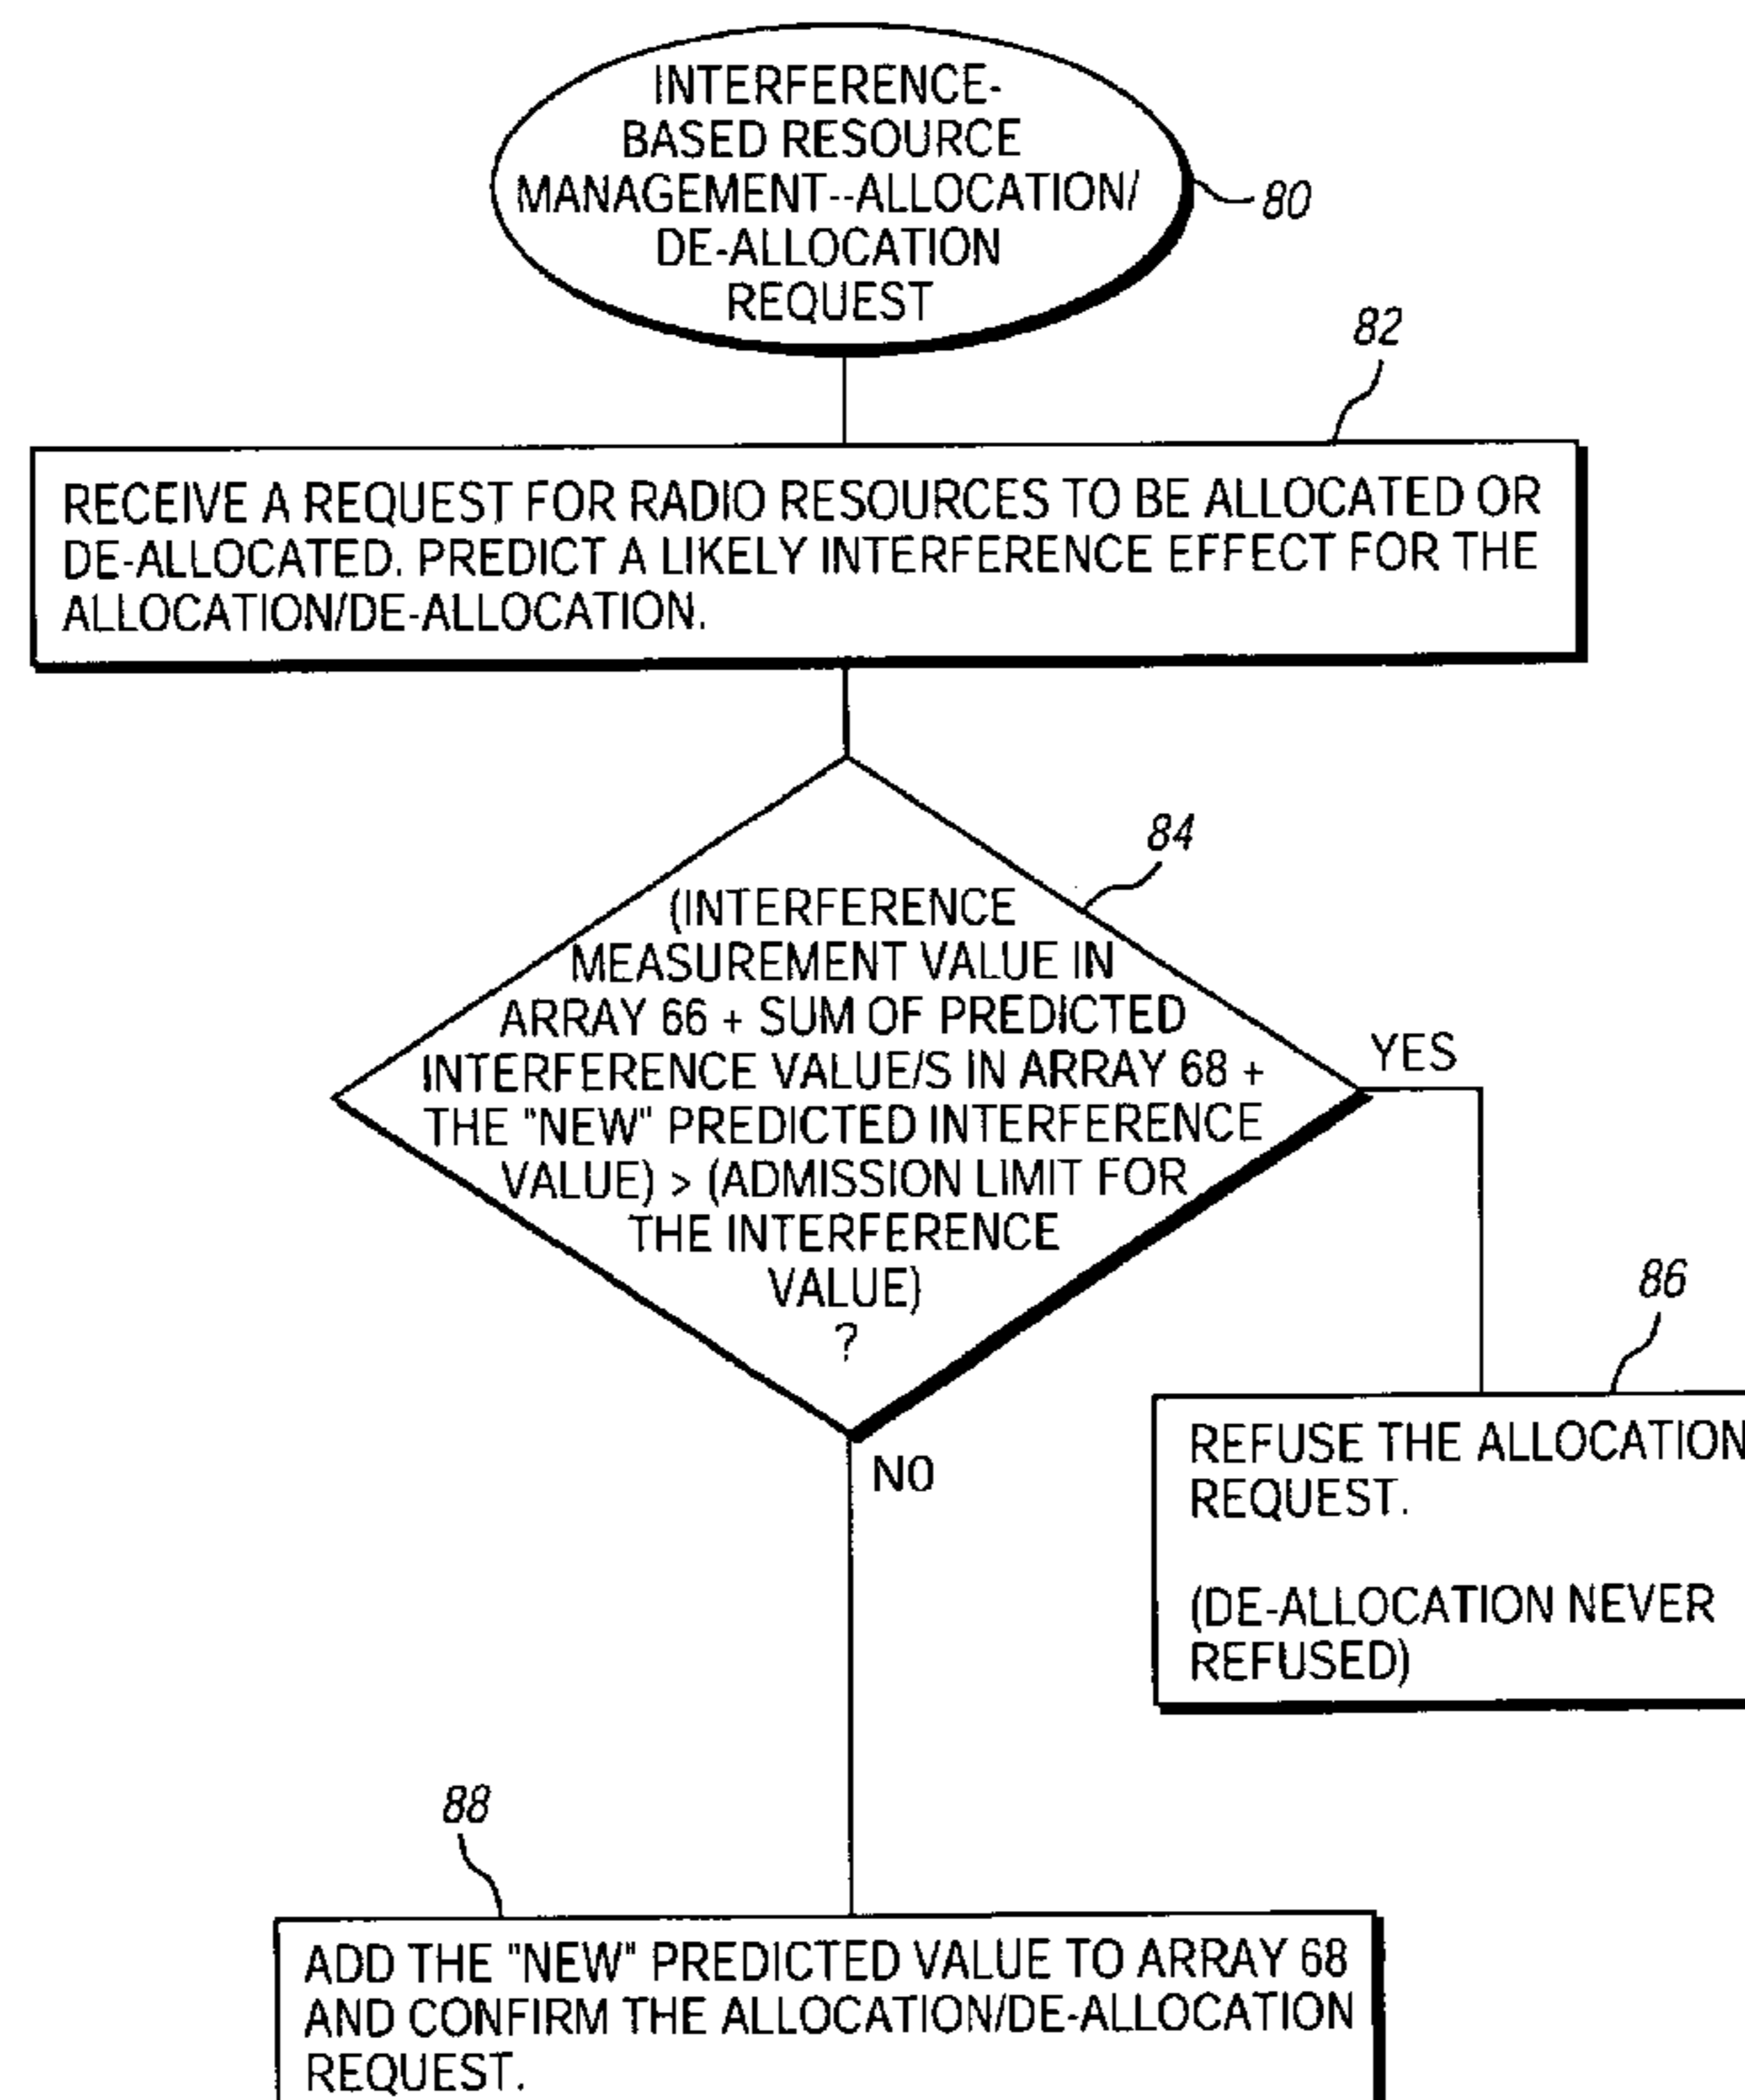 INTERFERENCE-
BASED RESOURCE
MANAGEMENT--ALLOCATION/
DE-ALLOCATION
REQUEST
80
82
RECEIVE A REQUEST FOR RADIO RESOURCES TO BE ALLOCATED OR
DE-ALLOCATED. PREDICT A LIKELY INTERFERENCE EFFECT FOR THE
ALLOCATION/DE-ALLOCATION.
84
(INTERFERENCE
MEASUREMENT VALUE IN
ARRAY 66 + SUM OF PREDICTED
INTERFERENCE VALUE/S IN ARRAY 68 +
THE "NEW" PREDICTED INTERFERENCE
VALUE) > (ADMISSION LIMIT FOR
THE INTERFERENCE
VALUE)
?
YES
NO
86
REFUSE THE ALLOCATION
REQUEST.
(DE-ALLOCATION NEVER
REFUSED)
88
ADD THE "NEW" PREDICTED VALUE TO ARRAY 68
AND CONFIRM THE ALLOCATION/DE-ALLOCATION
REQUEST.